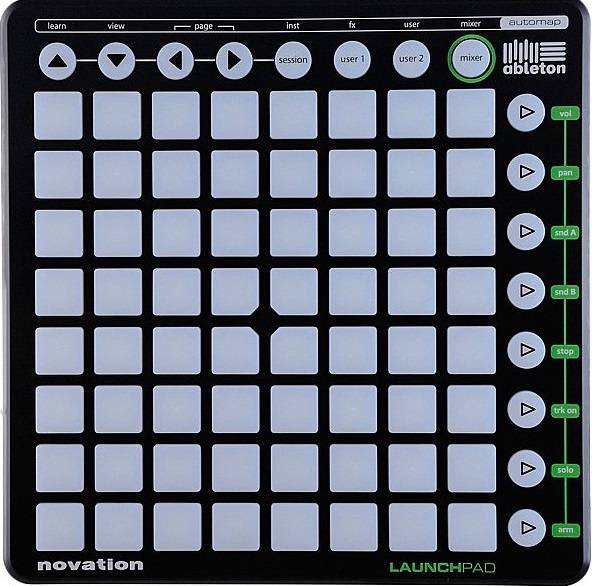 learn view page inst fx user mixer automap
session user 1 user 2 mixer
ableton
vol
pan
snd A
snd B
stop
trk on
solo
arm
novation LAUNCHPAD